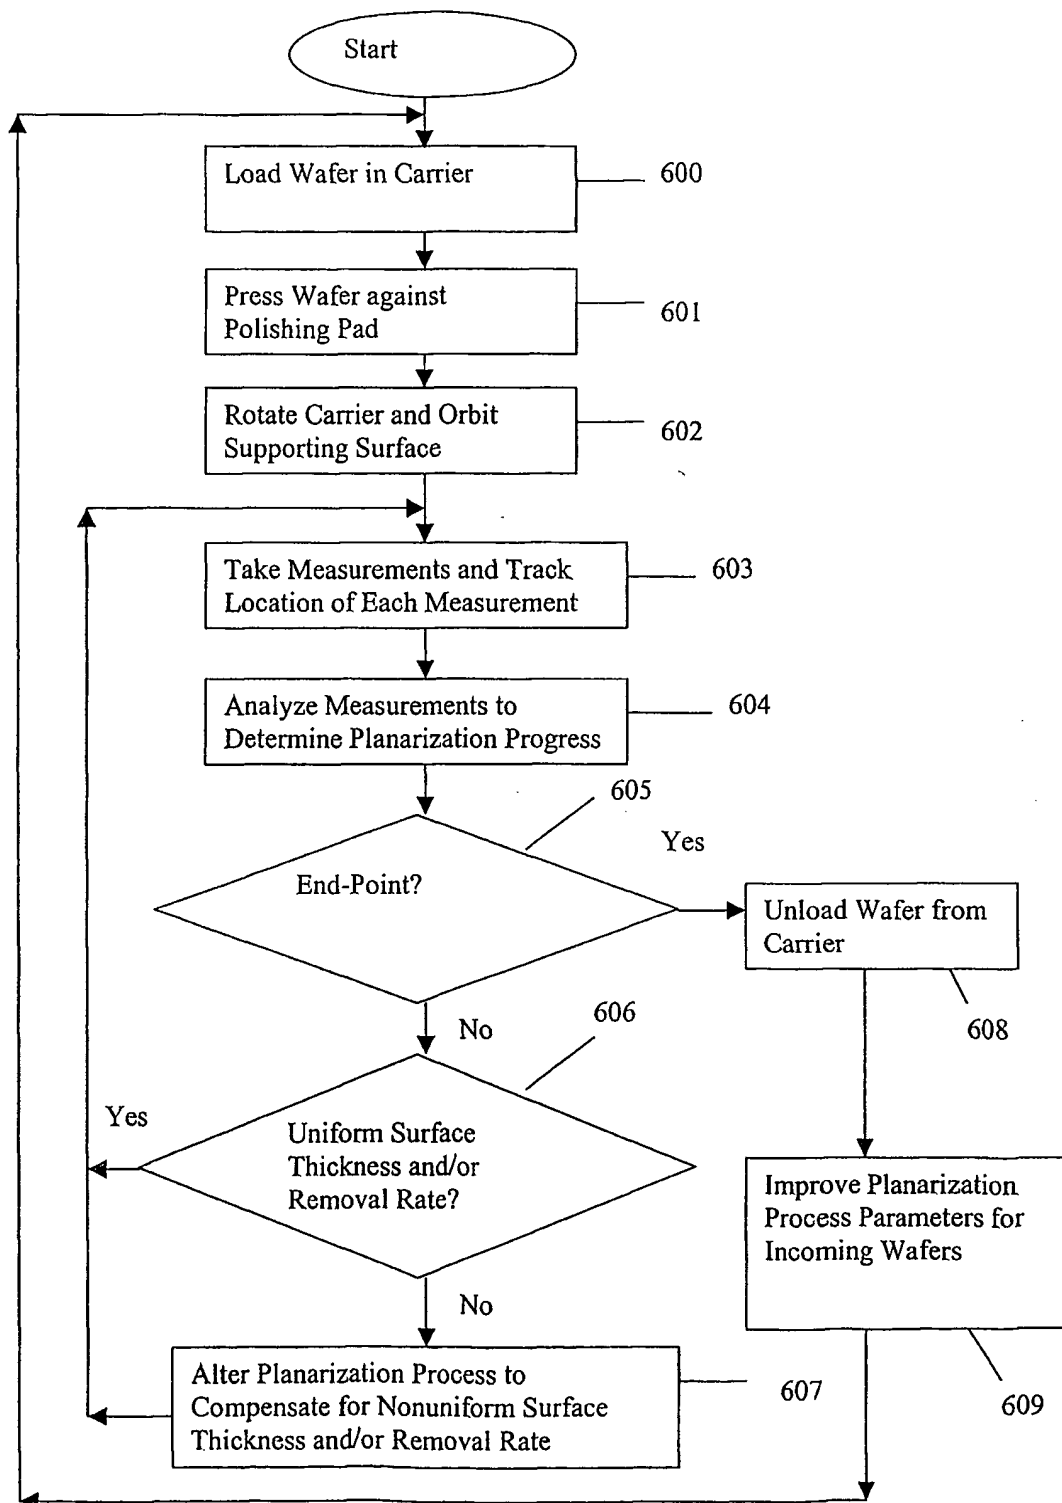 Start
Load Wafer in Carrier
600
Press Wafer against
Polishing Pad
601
Rotate Carrier and Orbit
Supporting Surface
602
Take Measurements and Track
Location of Each Measurement
603
Analyze Measurements to
Determine Planarization Progress
604
605
End-Point?
Yes
Unload Wafer from
Carrier
608
No
606
Yes
Uniform Surface
Thickness and/or
Removal Rate?
Improve Planarization
Process Parameters for
Incoming Wafers
609
No
Alter Planarization Process to
Compensate for Nonuniform Surface
Thickness and/or Removal Rate
607